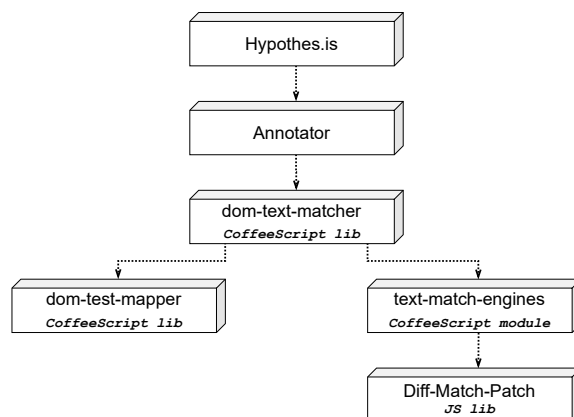 Hypothes.is
Annotator
dom-text-matcher
CoffeeScript lib
dom-test-mapper
CoffeeScript lib
text-match-engines
CoffeeScript module
Diff-Match-Patch
JS lib